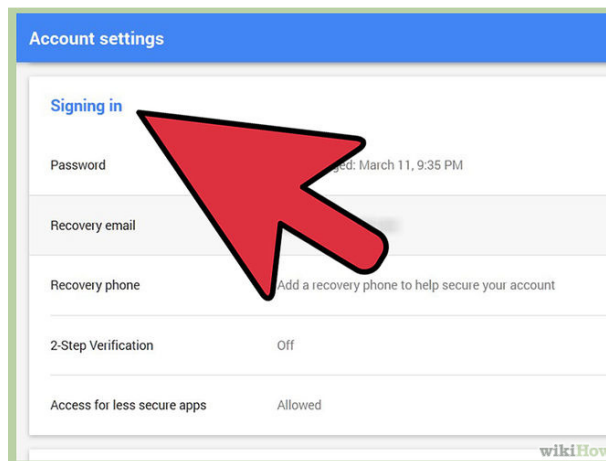 Account settings
Signing in
Password
ged: March 11, 9:35 PM
Recovery email
Recovery phone Add a recovery phone to help secure your account
2-Step Verification Off
Access for less secure apps Allowed
wikiHow